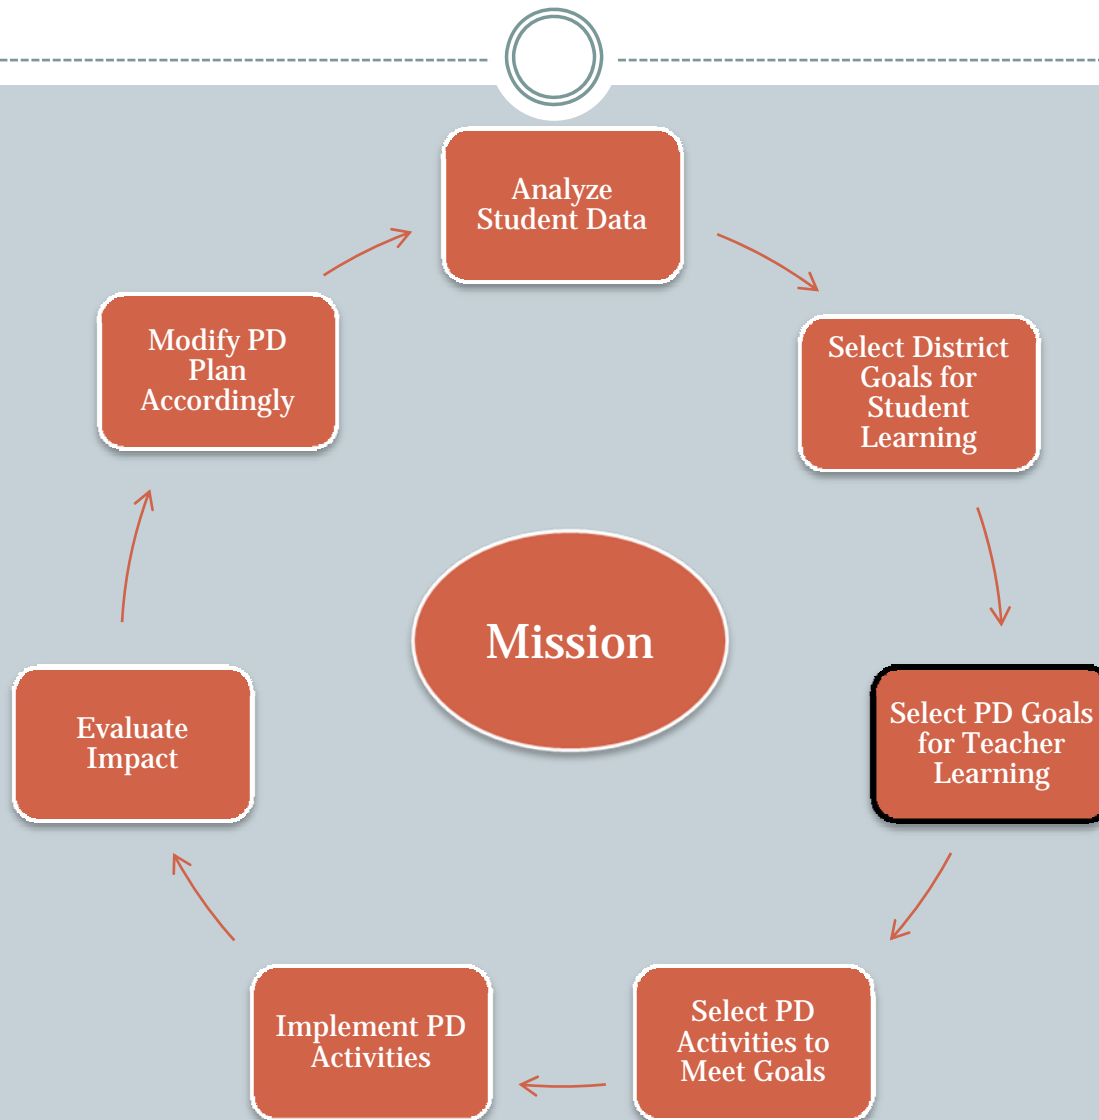 Analyze
Student Data
Select District
Goals for
Student
Learning
Select PD Goals
for Teacher
Learning
Select PD
Activities to
Meet Goals
Implement PD
Activities
Evaluate
Impact
Modify PD
Plan
Accordingly
Mission